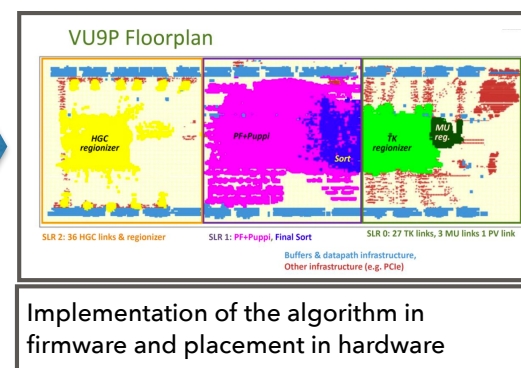 VU9P Floorplan
HGC
regionizer
PF+Puppi
Sort
TK
regionizer
MU
reg.
SLR 2: 36 HGC links & regionizer
SLR 1: PF+Puppi, Final Sort
SLR 0: 27 TK links, 3 MU links 1 PV link
Buffers & datapath infrastructure,
Other infrastructure (e.g. PCIe)
Implementation of the algorithm in
firmware and placement in hardware